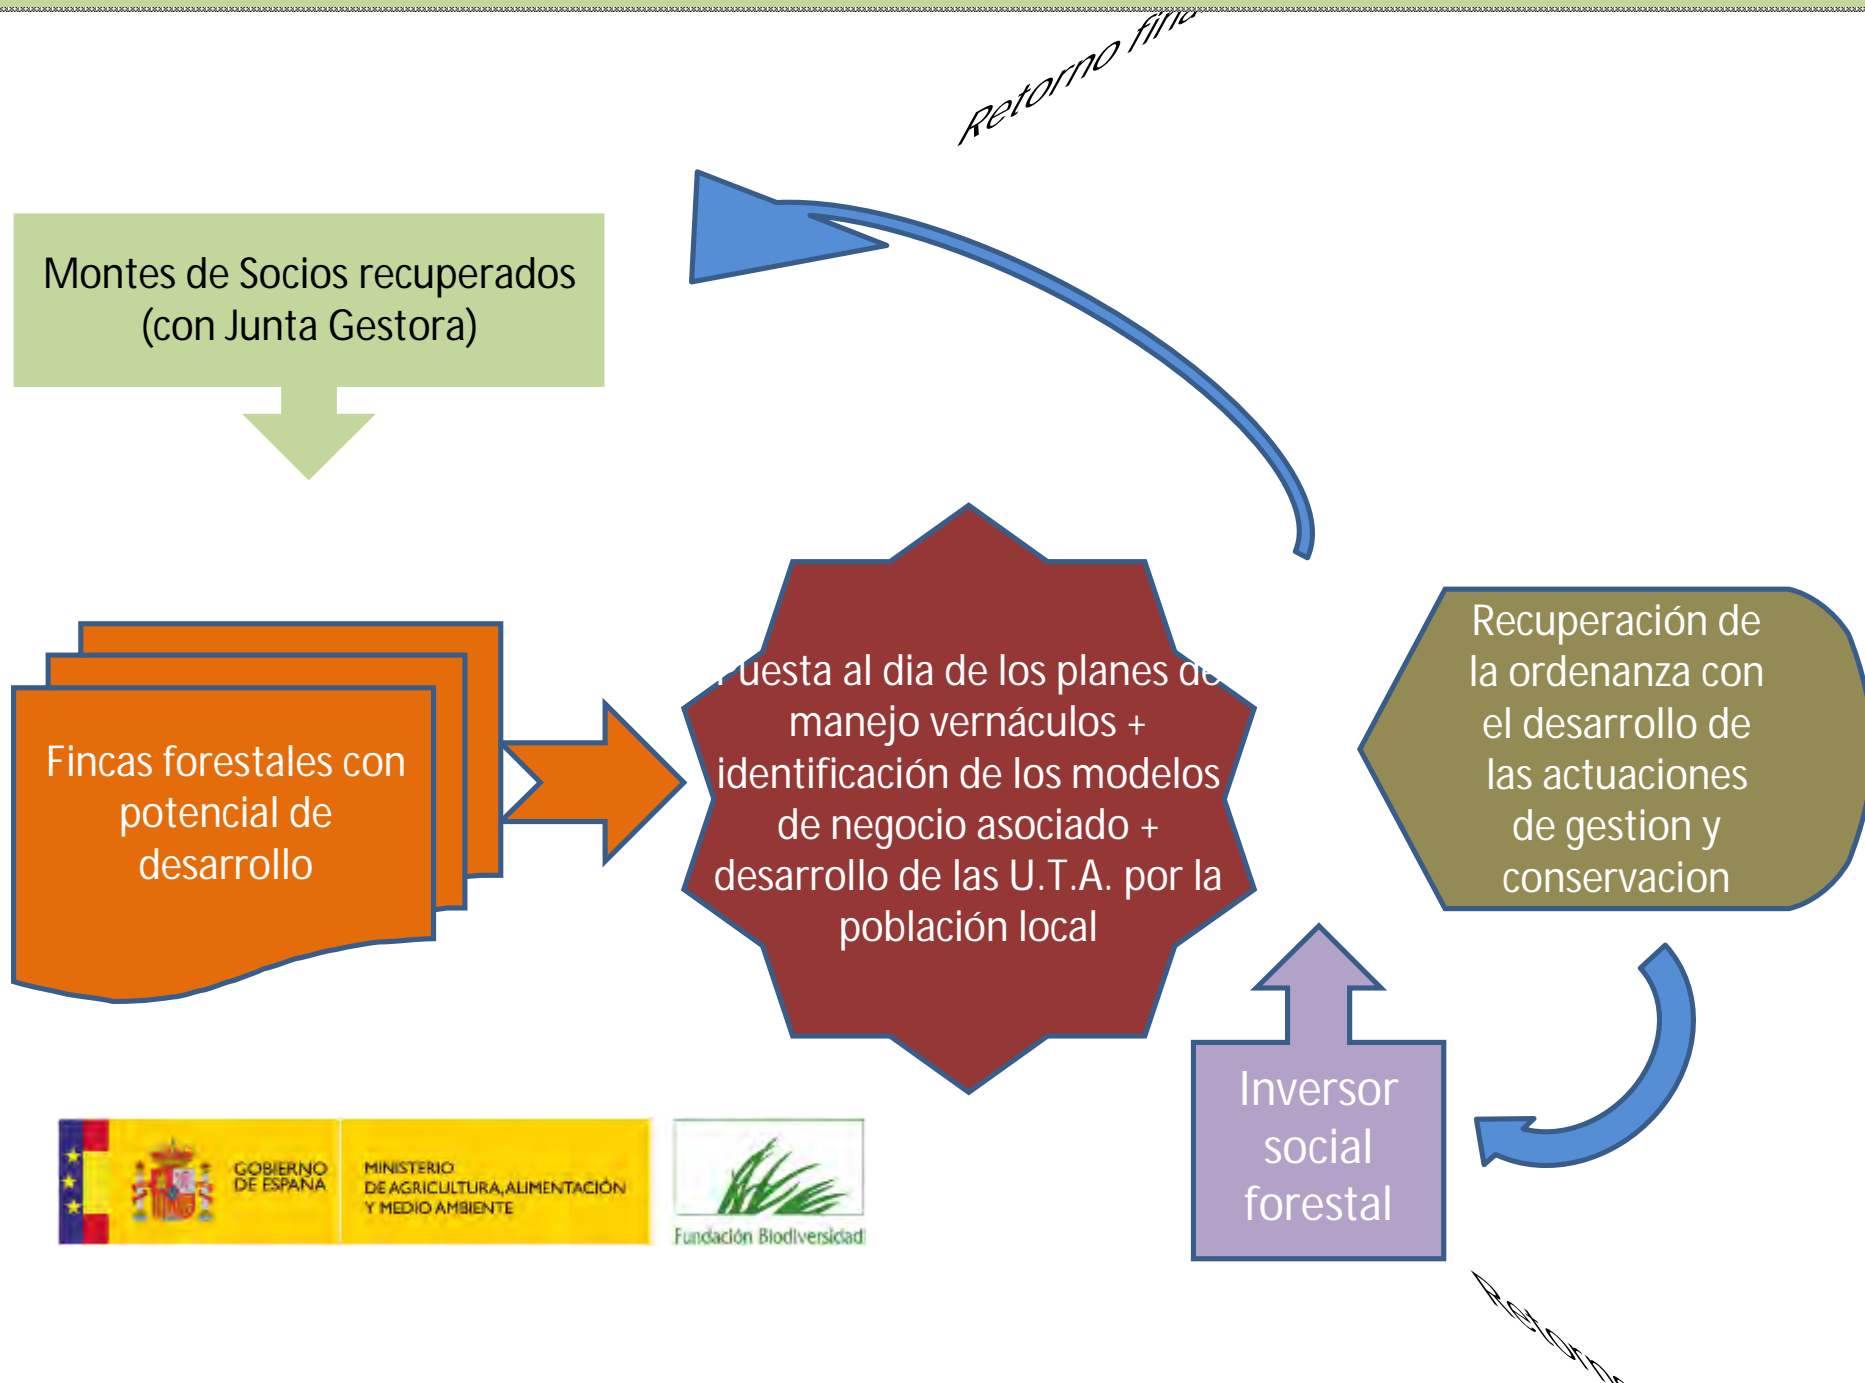 Retorno
Montes de Socios recuperados
(con Junta Gestora)
Fincas forestales con
potencial de
desarrollo
Puesta al dia de los planes de
manejo vernáculos +
identificación de los modelos
de negocio asociado +
desarrollo de las U.T.A. por la
población local
Recuperación de
la ordenanza con
el desarrollo de
las actuaciones
de gestion y
conservacion
Inversor
social
forestal
GOBIERNO
DE ESPAÑA
MINISTERIO
DE AGRICULTURA, ALIMENTACIÓN
Y MEDIO AMBIENTE
Fundación Biodiversidad